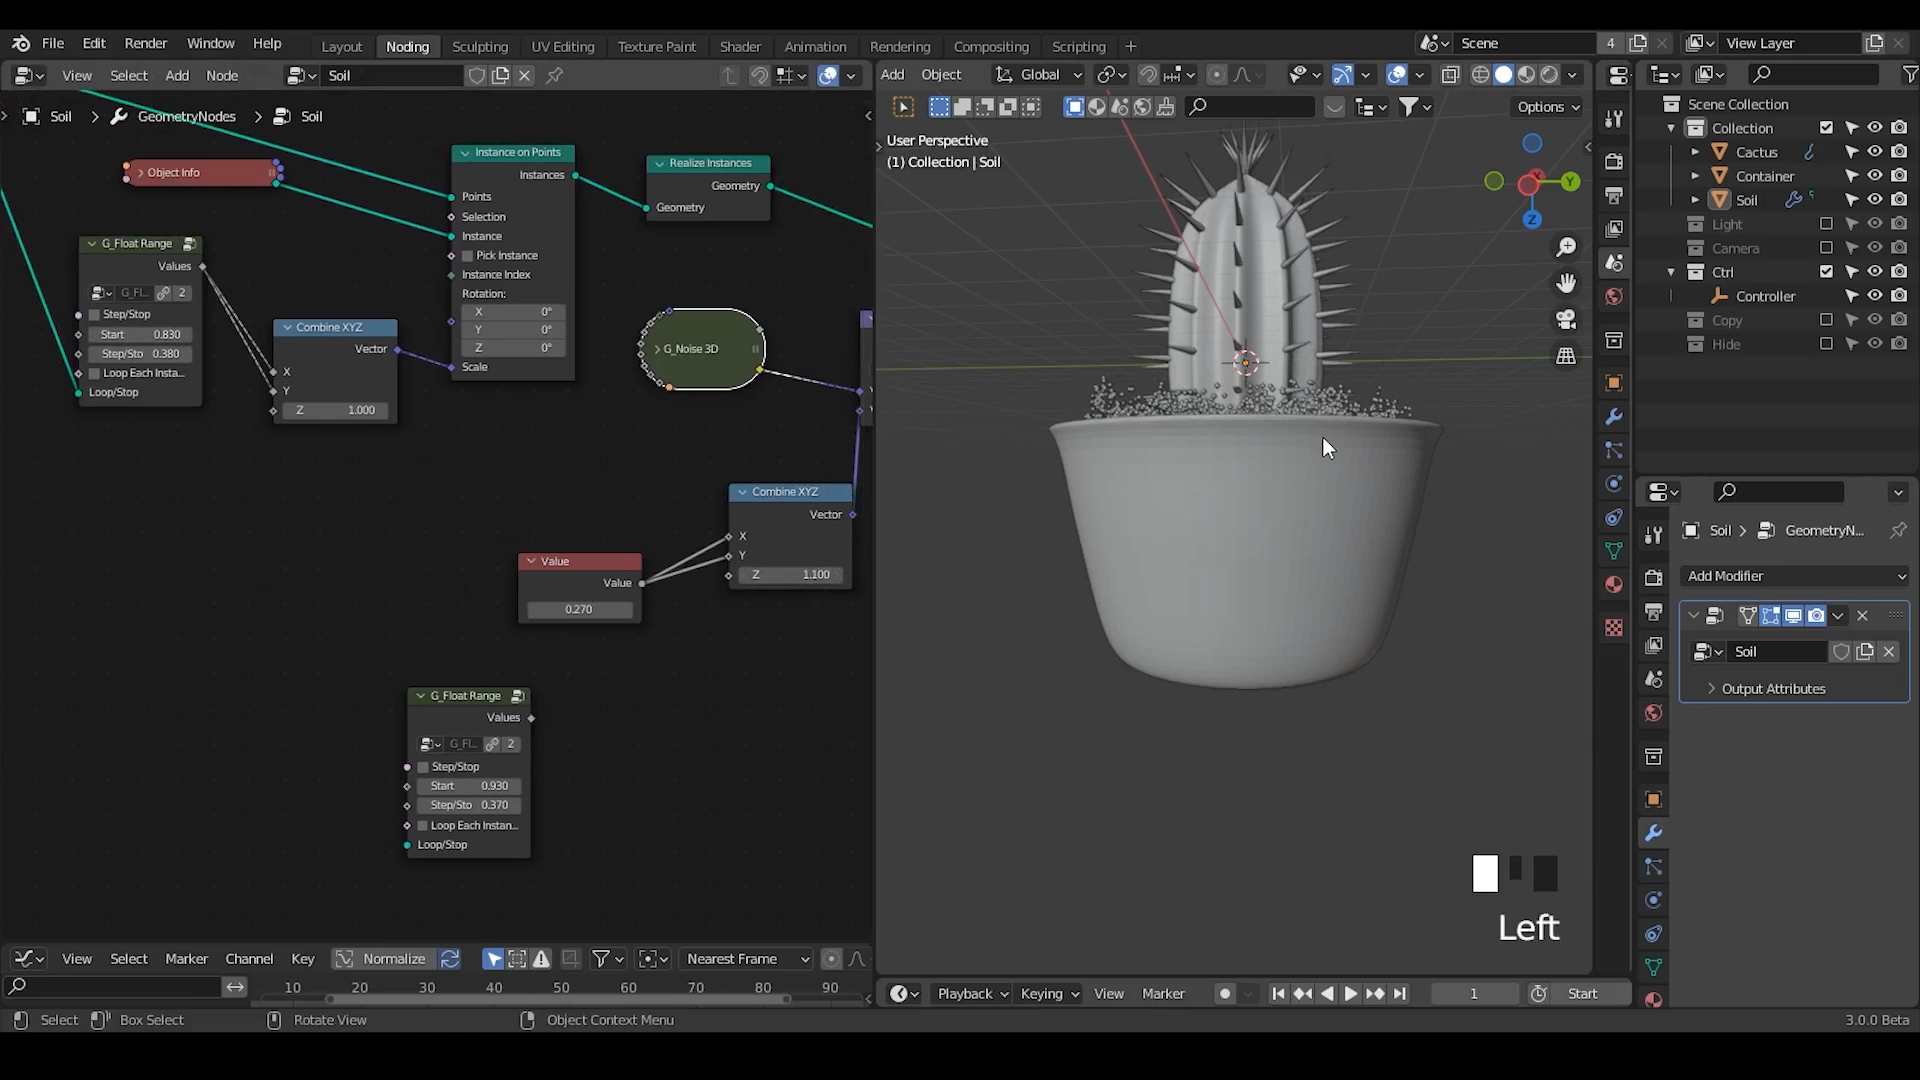 File Edit Render Window Help Layout Noding Sculpting UV Editing Texture Paint Shader Animation Rendering Compositing Scripting + Scene 4 View Layer
View Select Add Node Soil
Add Object Global
Options
Soil > GeometryNodes > Soil
User Perspective
(1) Collection | Soil
Object Info
Instance on Points
Instances
Points
Selection
Instance
Pick Instance
Instance Index
Rotation:
X 0°
Y 0°
Z 0°
Scale
Realize Instances
Geometry
Geometry
G_Float Range
Values
G_Fl... 2
Step/Stop
Start 0.830
Step/Sto 0.380
Loop Each Insta...
Loop/Stop
Combine XYZ
Vector
X
Y
Z 1.000
G_Noise 3D
Combine XYZ
Vector
X
Y
Z 1.100
Value
Value
0.270
G_Float Range
Values
G_Fl... 2
Step/Stop
Start 0.930
Step/Sto 0.370
Loop Each Instan...
Loop/Stop
X
Z
Y
Left
Scene Collection
Collection
Cactus
Container
Soil
Light
Camera
Ctrl
Controller
Copy
Hide
Soil > GeometryN...
Add Modifier
Soil
Output Attributes
View Select Marker Channel Key Normalize Nearest Frame
10 20 30 40 50 60 70 80 90
Playback Keying View Marker 1 Start
Select Box Select Rotate View Object Context Menu 3.0.0 Beta